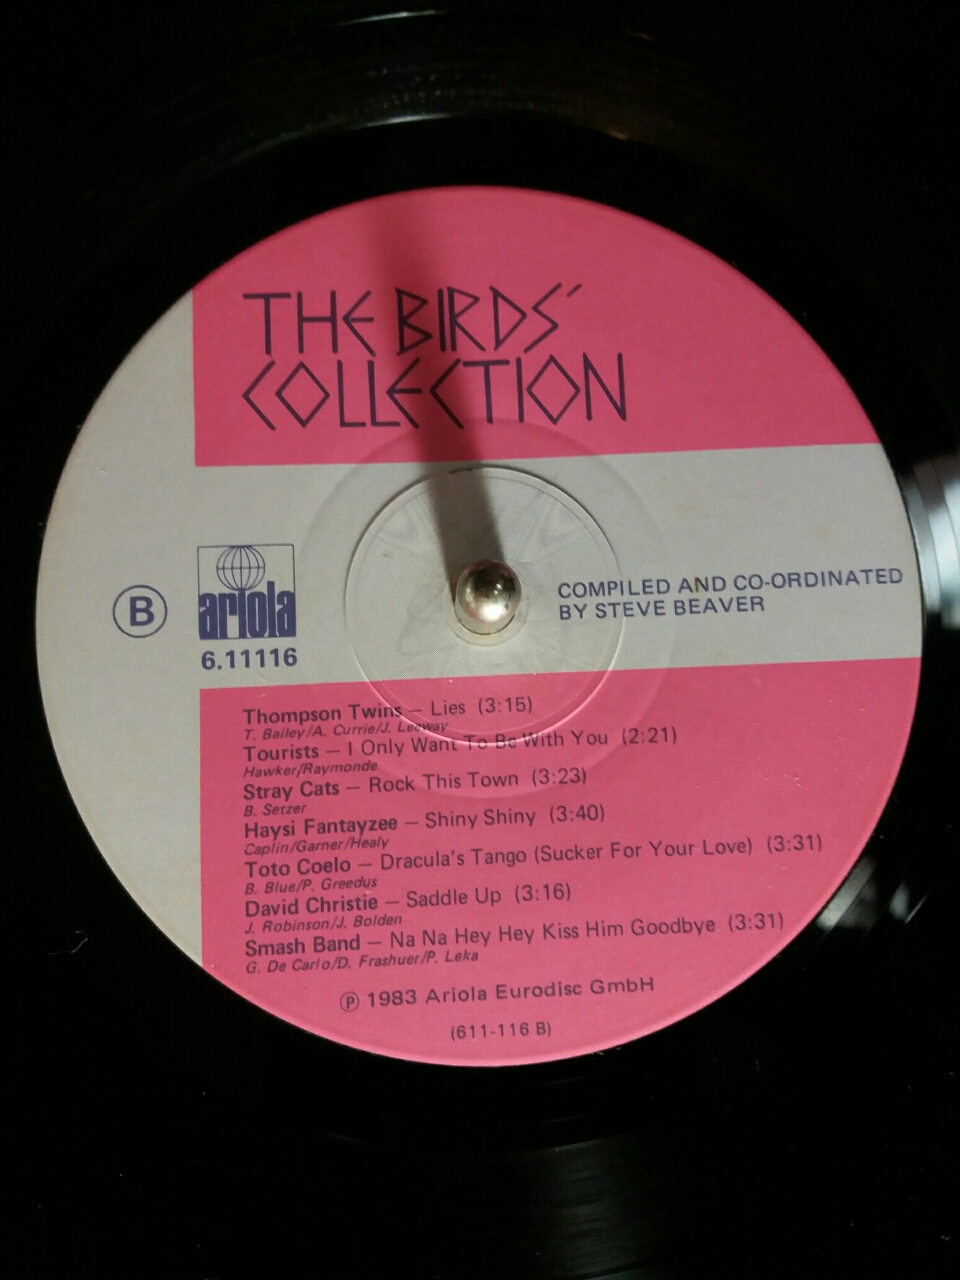 THE BIRDS'
COLLECTION
B
ariola
6.11116
COMPILED AND CO-ORDINATED
BY STEVE BEAVER
Thompson Twins — Lies (3:15)
T. Bailey/A. Currie/J. Leeway
Tourists — I Only Want To Be With You (2:21)
Hawker/Raymonde
Stray Cats — Rock This Town (3:23)
B. Setzer
Haysi Fantayzee — Shiny Shiny (3:40)
Caplin/Garner/Healy
Toto Coelo — Dracula's Tango (Sucker For Your Love) (3:31)
B. Blue/P. Greedus
David Christie — Saddle Up (3:16)
J. Robinson/J. Bolden
Smash Band — Na Na Hey Hey Kiss Him Goodbye (3:31)
G. De Carlo/D. Frashuer/P. Leka
Ⓟ 1983 Ariola Eurodisc GmbH
(611-116 B)